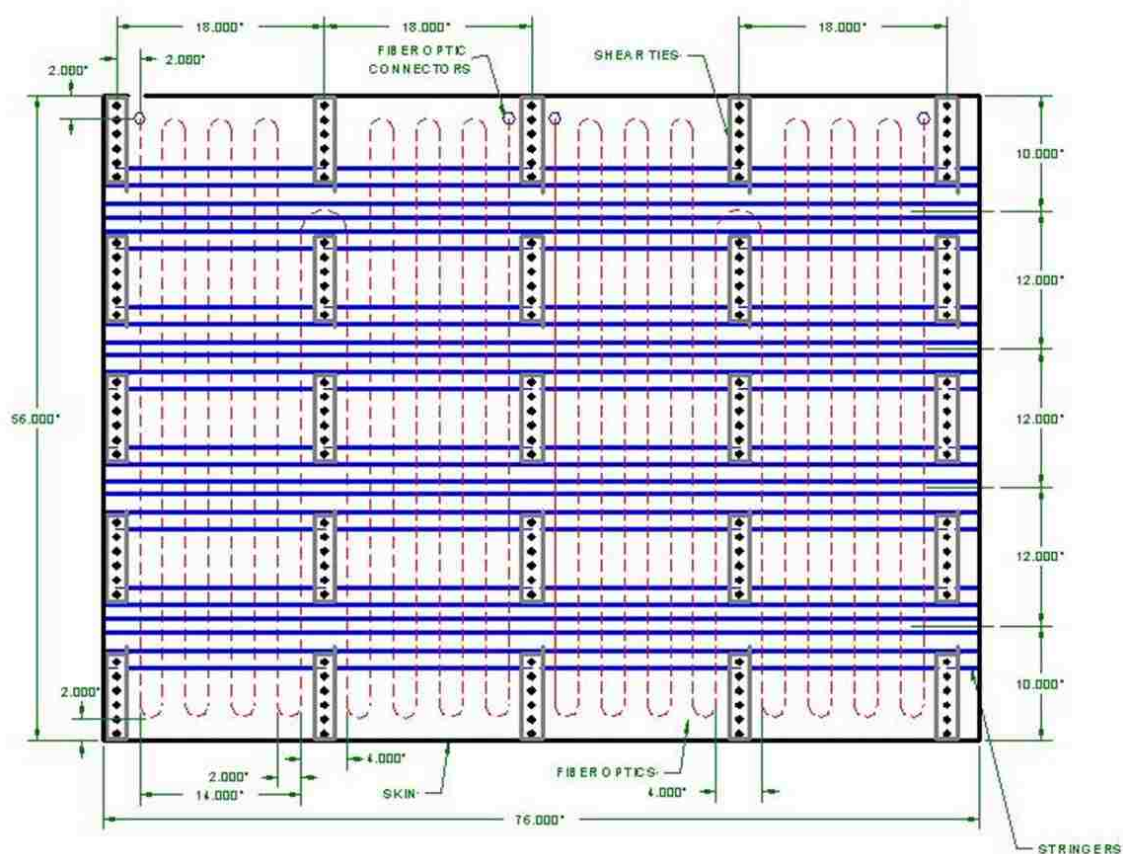 18.000"
18.000"
18.000"
FIBER OPTIC
CONNECTORS
SHEAR TIES
2.000"
2.000"
10.000"
12.000"
56.000"
12.000"
12.000"
2.000"
10.000"
4.000"
2.000"
14.000"
SKIN
FIBER OPTICS
4.000"
76.000"
STRINGERS